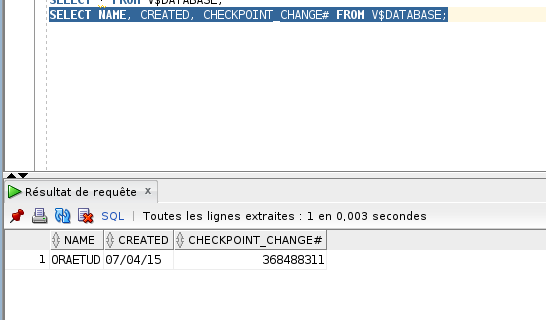 SELECT * FROM V$DATABASE;
SELECT NAME, CREATED, CHECKPOINT_CHANGE# FROM V$DATABASE;
Résultat de requête x
SQL | Toutes les lignes extraites : 1 en 0,003 secondes
NAME CREATED CHECKPOINT_CHANGE#
1 ORAETUD 07/04/15 368488311